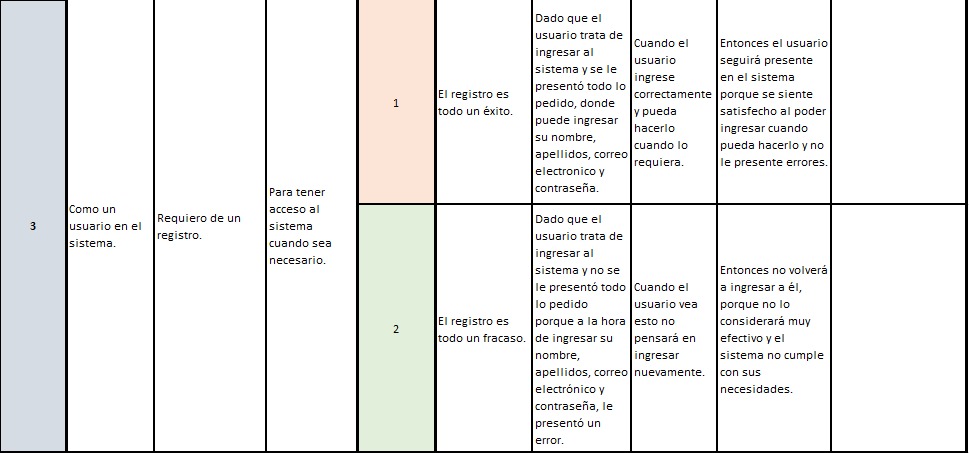 3
Como un
usuario en el
sistema.
Requiero de un
registro.
Para tener
acceso al
sistema
cuando sea
necesario.
1
El registro es
todo un éxito.
Dado que el
usuario trata de
ingresar al
sistema y se le
presentó todo lo
pedido, donde
puede ingresar
su nombre,
apellidos, correo
electronico y
contraseña.
Cuando el
usuario
ingrese
correctamente
y pueda
hacerlo
cuando lo
requiera.
Entonces el usuario
seguirá presente
en el sistema
porque se siente
satisfecho al poder
ingresar cuando
pueda hacerlo y no
le presente errores.
2
El registro es
todo un fracaso.
Dado que el
usuario trata de
ingresar al
sistema y no se
le presentó todo
lo pedido
porque a la hora
de ingresar su
nombre,
apellidos, correo
electrónico y
contraseña, le
presentó un
error.
Cuando el
usuario vea
esto no
pensará en
ingresar
nuevamente.
Entonces no volverá
a ingresar a él,
porque no lo
considerará muy
efectivo y el
sistema no cumple
con sus
necesidades.